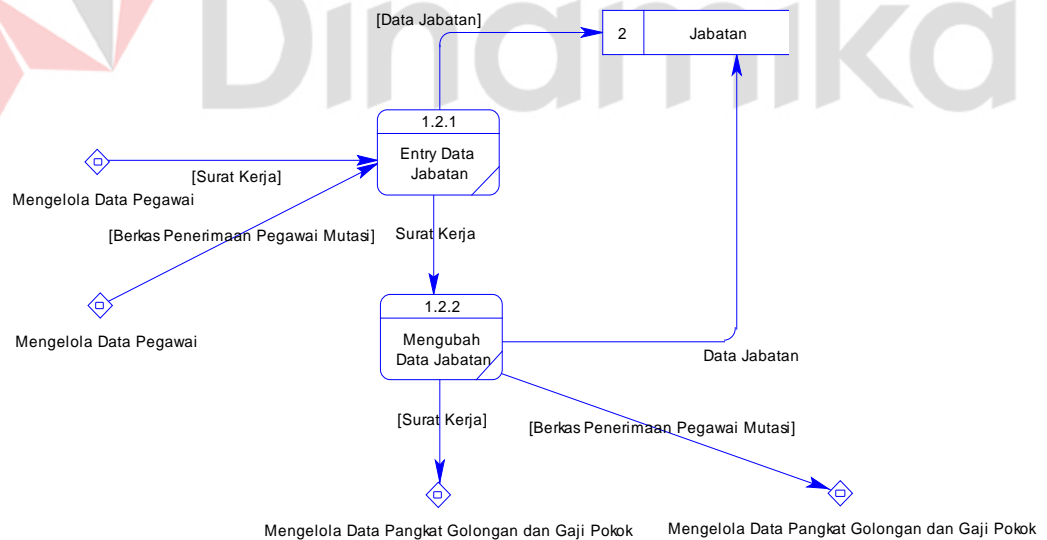 Dinamika
[Data Jabatan]
2
Jabatan
1.2.1
Entry Data
Jabatan
[Surat Kerja]
Mengelola Data Pegawai
[Berkas Penerimaan Pegawai Mutasi]
Surat Kerja
Mengelola Data Pegawai
1.2.2
Mengubah
Data Jabatan
Data Jabatan
[Surat Kerja]
[Berkas Penerimaan Pegawai Mutasi]
Mengelola Data Pangkat Golongan dan Gaji Pokok
Mengelola Data Pangkat Golongan dan Gaji Pokok